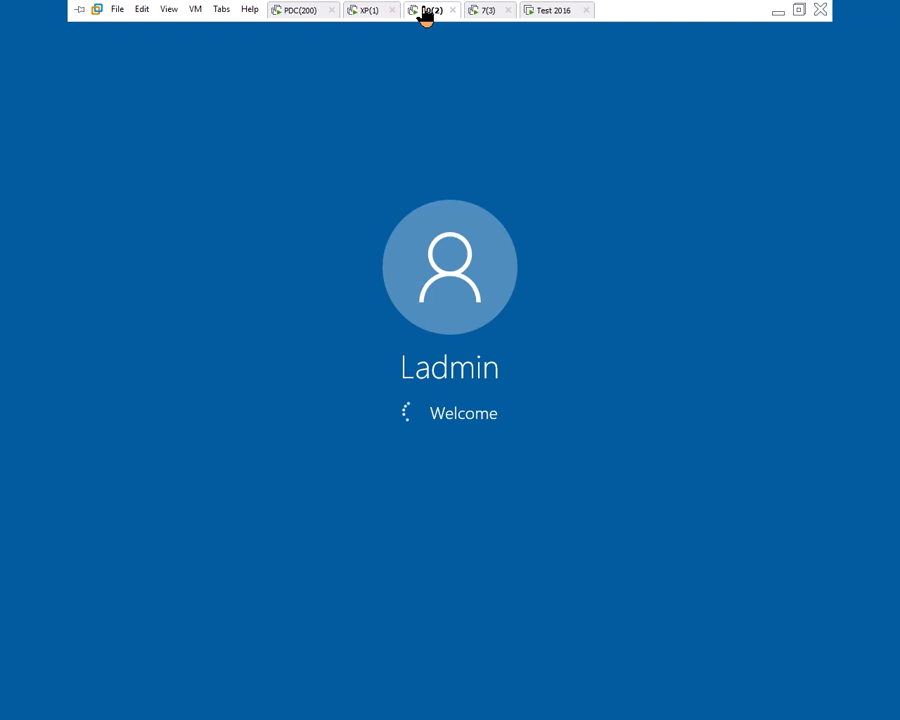 File Edit View VM Tabs Help PDC(200) XP(1) 7(3) Test 2016
Ladmin
Welcome